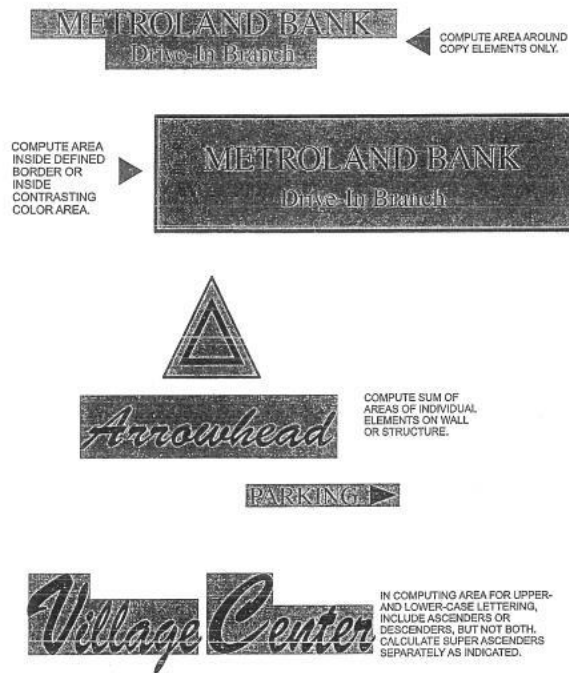 METROLAND BANK
Drive-In Branch
COMPUTE AREA AROUND
COPY ELEMENTS ONLY.
COMPUTE AREA
INSIDE DEFINED
BORDER OR
INSIDE
CONTRASTING
COLOR AREA.
METROLAND BANK
Drive-In Branch
Arrowhead
COMPUTE SUM OF
AREAS OF INDIVIDUAL
ELEMENTS ON WALL
OR STRUCTURE.
PARKING
Village Center
IN COMPUTING AREA FOR UPPER-
AND LOWER-CASE LETTERING,
INCLUDE ASCENDERS OR
DESCENDERS, BUT NOT BOTH.
CALCULATE SUPER ASCENDERS
SEPARATELY AS INDICATED.